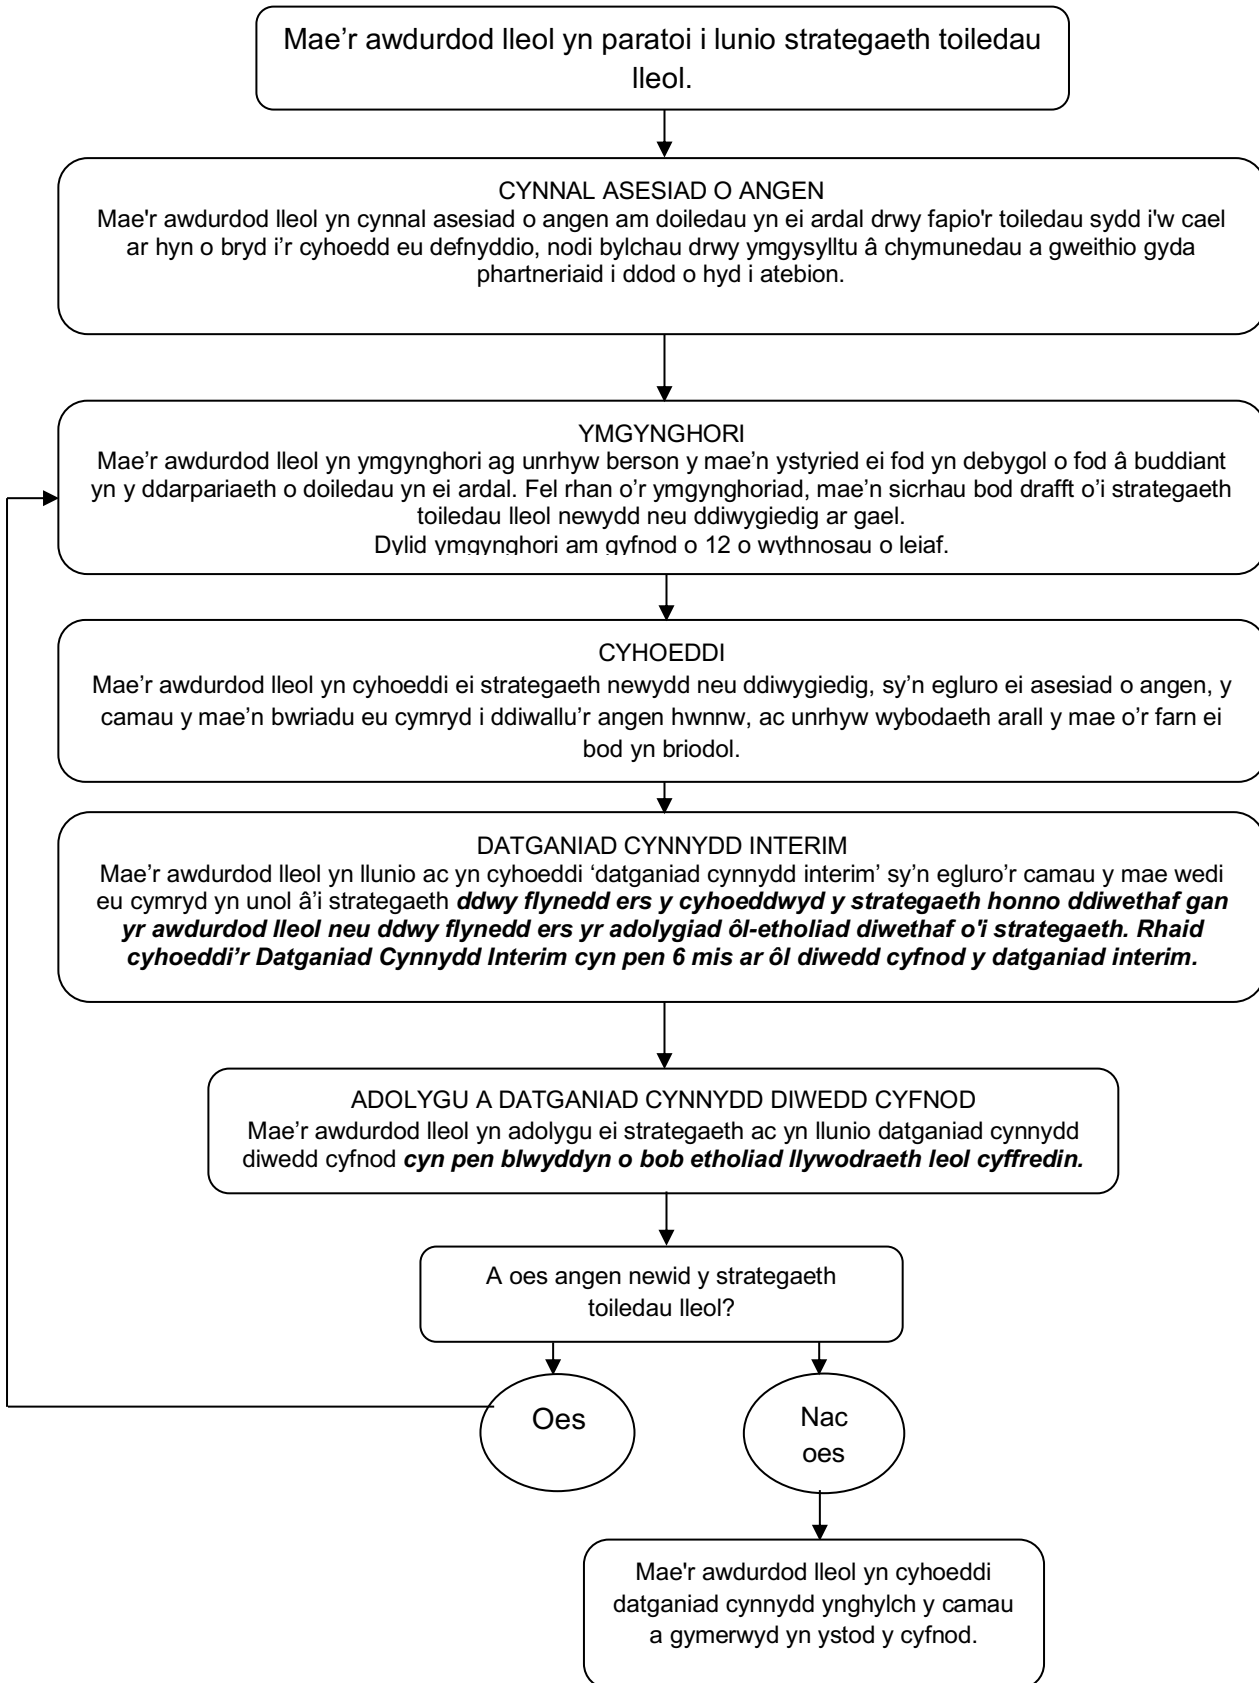 Mae'r awdurdod lleol yn paratoi i lunio strategaeth toiledau
lleol.
CYNNAL ASESIAD O ANGEN
Mae'r awdurdod lleol yn cynnal asesiad o angen am doiledau yn ei ardal drwy fapio'r toiledau sydd i'w cael
ar hyn o bryd i’r cyhoedd eu defnyddio, nodi bylchau drwy ymgysylltu â chymunedau a gweithio gyda
phartneriaid i ddod o hyd i atebion.
YMGYNGHORI
Mae'r awdurdod lleol yn ymgynghori ag unrhyw berson y mae’n ystyried ei fod yn debygol o fod â buddiant
yn y ddarpariaeth o doiledau yn ei ardal. Fel rhan o’r ymgynghoriad, mae’n sicrhau bod drafft o’i strategaeth
toiledau lleol newydd neu ddiwygiedig ar gael.
Dylid ymgynghori am gyfnod o 12 o wythnosau o leiaf.
CYHOEDDI
Mae’r awdurdod lleol yn cyhoeddi ei strategaeth newydd neu ddiwygiedig, sy’n egluro ei asesiad o angen, y
camau y mae’n bwriadu eu cymryd i ddiwallu’r angen hwnnw, ac unrhyw wybodaeth arall y mae o’r farn ei
bod yn briodol.
DATGANIAD CYNNYDD INTERIM
Mae’r awdurdod lleol yn llunio ac yn cyhoeddi ‘datganiad cynnydd interim’ sy’n egluro’r camau y mae wedi
eu cymryd yn unol â’i strategaeth ddwy flynedd ers y cyhoeddwyd y strategaeth honno ddiwethaf gan
yr awdurdod lleol neu ddwy flynedd ers yr adolygiad ôl-etholiad diwethaf o'i strategaeth. Rhaid
cyhoeddi’r Datganiad Cynnydd Interim cyn pen 6 mis ar ôl diwedd cyfnod y datganiad interim.
ADOLYGU A DATGANIAD CYNNYDD DIWEDD CYFNOD
Mae’r awdurdod lleol yn adolygu ei strategaeth ac yn llunio datganiad cynnydd
diwedd cyfnod cyn pen blwyddyn o bob etholiad llywodraeth leol cyffredin.
A oes angen newid y strategaeth
toiledau lleol?
Oes
Nac
oes
Mae'r awdurdod lleol yn cyhoeddi
datganiad cynnydd ynghylch y camau
a gymerwyd yn ystod y cyfnod.